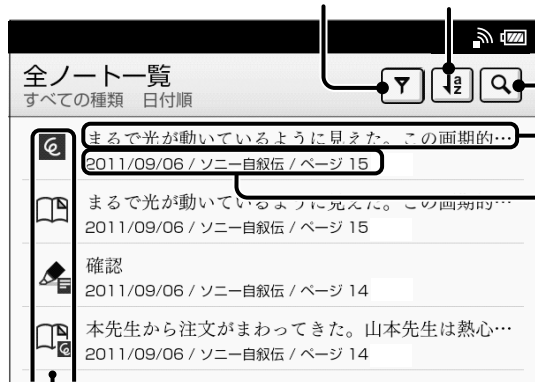 全ノート一覧
すべての種類 日付順
a
z
まるで光が動いているように見えた。この画期的…
2011/09/06 / ソニー自叙伝 / ページ 15
まるで光が動いているように見えた。この画期的…
2011/09/06 / ソニー自叙伝 / ページ 15
確認
2011/09/06 / ソニー自叙伝 / ページ 14
本先生から注文がまわってきた。山本先生は熱心…
2011/09/06 / ソニー自叙伝 / ページ 14